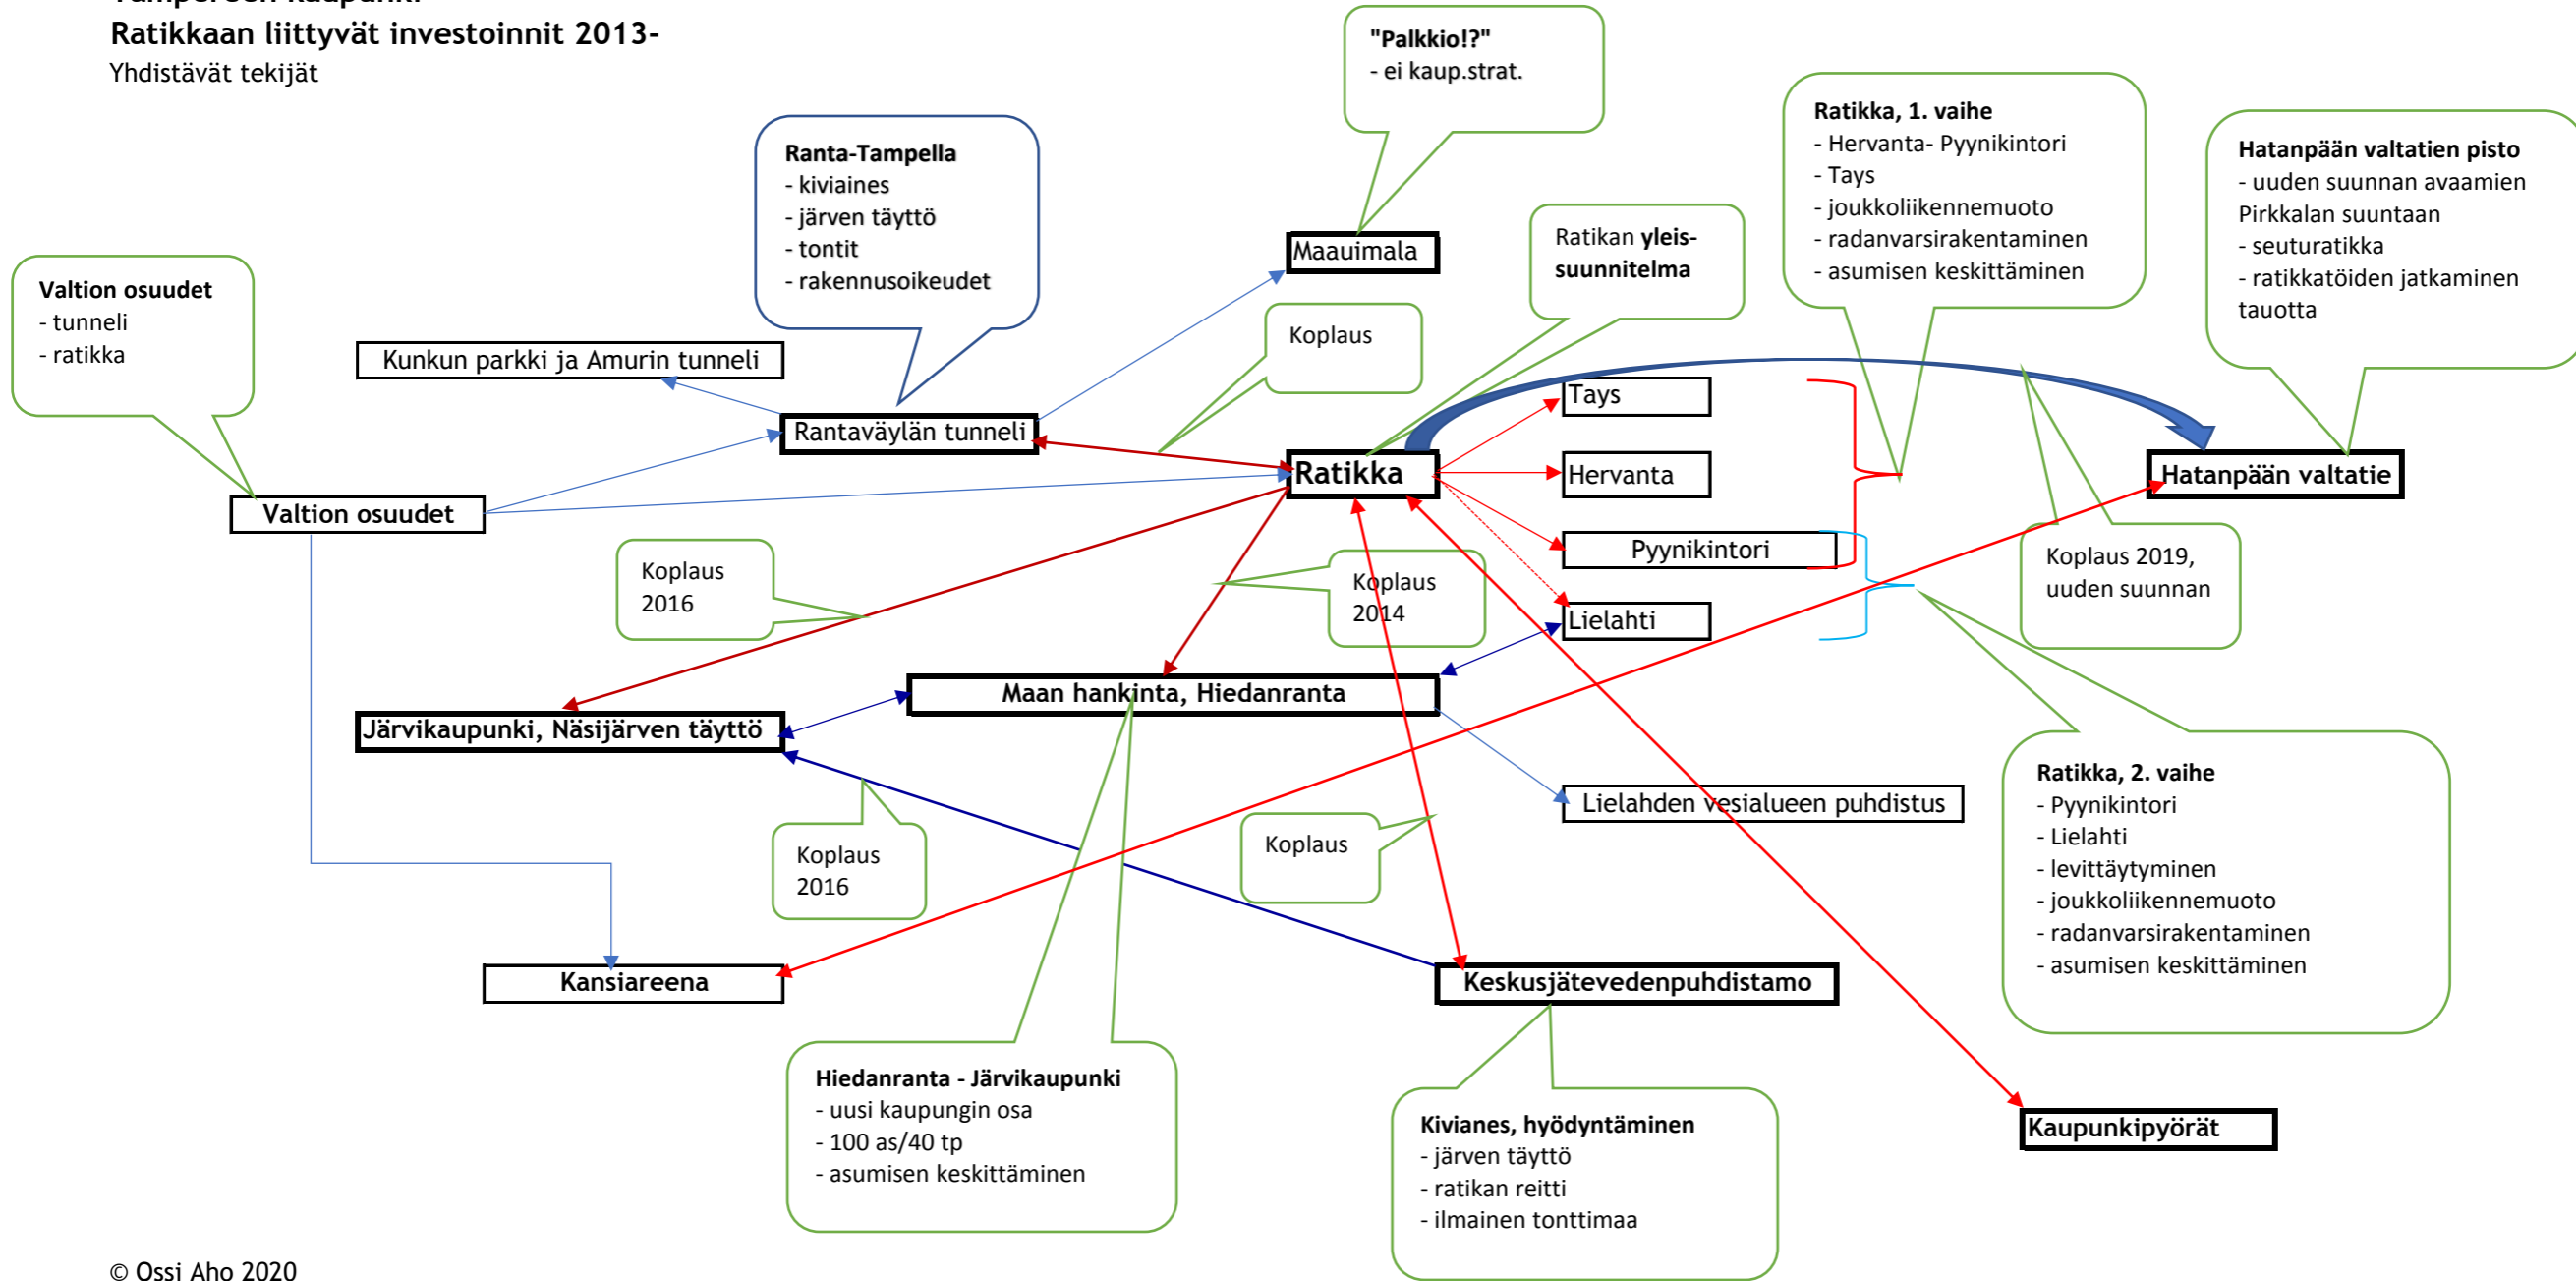 Tampereen kaupunki
Ratikkaan liittyvät investoinnit 2013-
Yhdistävät tekijät
"Palkkio!?"
- ei kaup.strat.
Ratikka, 1. vaihe
- Hervanta- Pyynikintori
- Tays
- joukkoliikennemuoto
- radanvarsirakentaminen
- asumisen keskittäminen
Hatanpään valtatien pisto
- uuden suunnan avaamien
Pirkkalan suuntaan
- seuturatikka
- ratikkatöiden jatkaminen
tauotta
Ranta-Tampella
- kiviaines
- järven täyttö
- tontit
- rakennusoikeudet
Maauimala
Ratikan yleis-
suunnitelma
Valtion osuudet
- tunneli
- ratikka
Koplaus
Kunkun parkki ja Amurin tunneli
Tays
Rantaväylän tunneli
Ratikka
Hervanta
Hatanpään valtatie
Valtion osuudet
Pyynikintori
Koplaus
2016
Koplaus
2014
Koplaus 2019,
uuden suunnan
Lielahti
Maan hankinta, Hiedanranta
Järvikaupunki, Näsijärven täyttö
Ratikka, 2. vaihe
- Pyynikintori
- Lielahti
- levittäytyminen
- joukkoliikennemuoto
- radanvarsirakentaminen
- asumisen keskittäminen
Lielahden vesialueen puhdistus
Koplaus
2016
Koplaus
Kansiareena
Keskusjätevedenpuhdistamo
Hiedanranta - Järvikaupunki
- uusi kaupungin osa
- 100 as/40 tp
- asumisen keskittäminen
Kivianes, hyödyntäminen
- järven täyttö
- ratikan reitti
- ilmainen tonttimaa
Kaupunkipyörät
© Ossi Aho 2020